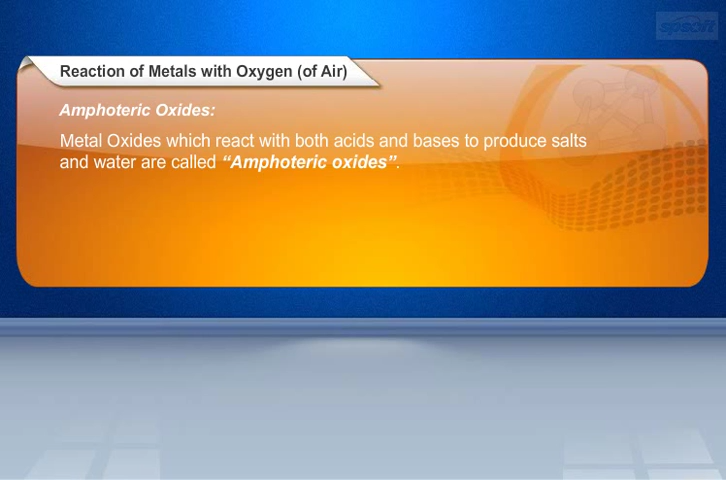 spsoft
Reaction of Metals with Oxygen (of Air)
Amphoteric Oxides:
Metal Oxides which react with both acids and bases to produce salts
and water are called “Amphoteric oxides”.